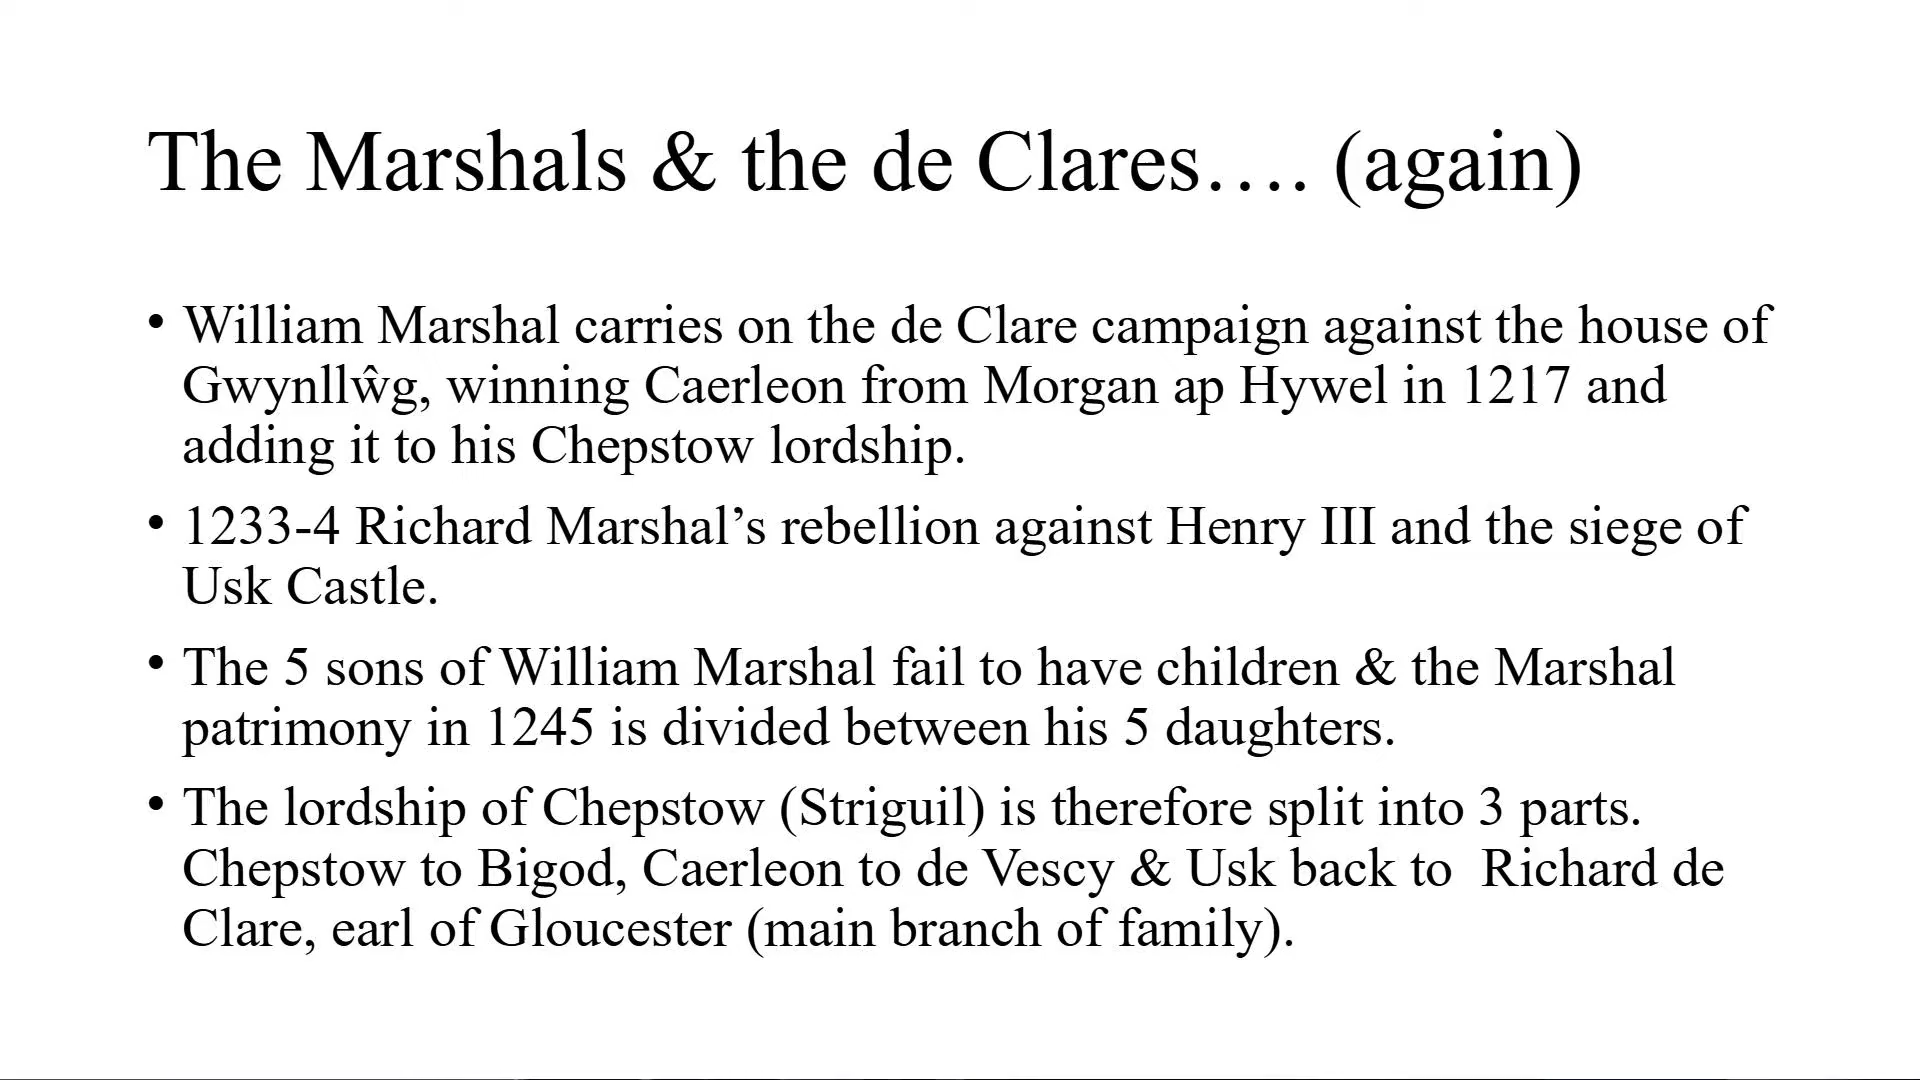 The Marshals & the de Clares…. (again)
• William Marshal carries on the de Clare campaign against the house of
Gwynllŵg, winning Caerleon from Morgan ap Hywel in 1217 and
adding it to his Chepstow lordship.
• 1233-4 Richard Marshal’s rebellion against Henry III and the siege of
Usk Castle.
• The 5 sons of William Marshal fail to have children & the Marshal
patrimony in 1245 is divided between his 5 daughters.
• The lordship of Chepstow (Striguil) is therefore split into 3 parts.
Chepstow to Bigod, Caerleon to de Vescy & Usk back to  Richard de
Clare, earl of Gloucester (main branch of family).